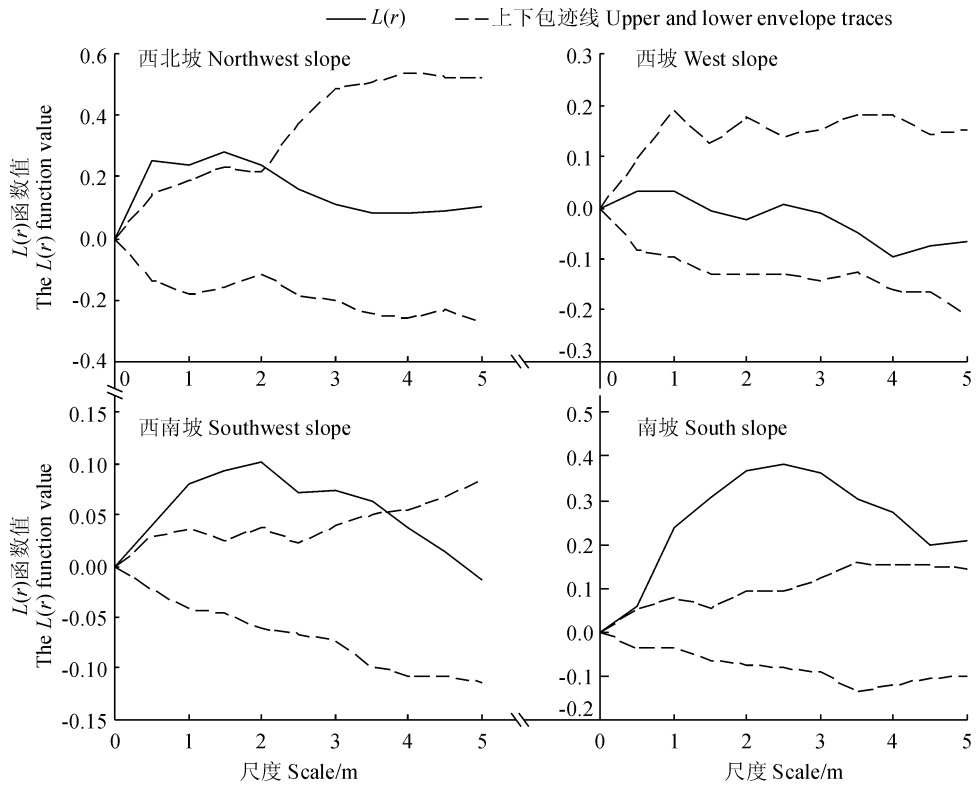 L(r) 上下包迹线 Upper and lower envelope traces
西北坡 Northwest slope
L(r)函数值
The L(r) function value
0.6
0.4
0.2
0.0
-0.2
-0.4
0 1 2 3 4 5
西坡 West slope
0.3
0.2
0.1
0.0
-0.1
-0.2
-0.3
0 1 2 3 4 5
西南坡 Southwest slope
L(r)函数值
The L(r) function value
0.15
0.10
0.05
0.00
-0.05
-0.10
-0.15
0 1 2 3 4 5
尺度 Scale/m
南坡 South slope
0.5
0.4
0.3
0.2
0.1
0.0
-0.1
-0.2
0 1 2 3 4 5
尺度 Scale/m